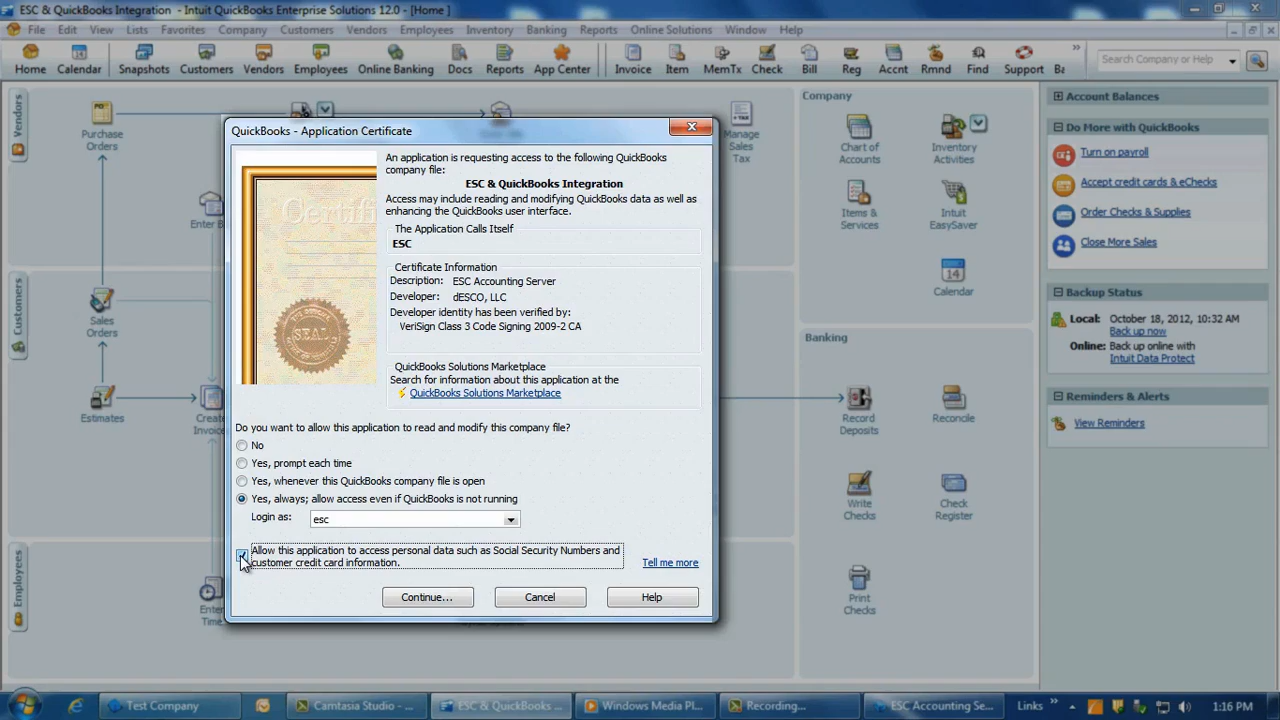 ESC & QuickBooks Integration - Intuit QuickBooks Enterprise Solutions 12.0 - [Home ]
File Edit View Lists Favorites Company Customers Vendors Employees Inventory Banking Reports Online Solutions Window Help
Home Calendar Snapshots Customers Vendors Employees Online Banking Docs Reports App Center Invoice Item MemTx Check Bill Reg Accnt Rmnd Find Support Ba
Search Company or Help
Vendors
Purchase
Orders
Enter B
Manage
Sales
Tax
Customers
Sales
Orders
Estimates
Create
Invoice
Employees
Enter
Time
QuickBooks - Application Certificate
An application is requesting access to the following QuickBooks
company file:
ESC & QuickBooks Integration
Access may include reading and modifying QuickBooks data as well as
enhancing the QuickBooks user interface.
The Application Calls Itself
ESC
Certificate Information
Description: ESC Accounting Server
Developer: dESCO, LLC
Developer identity has been verified by:
VeriSign Class 3 Code Signing 2009-2 CA
QuickBooks Solutions Marketplace
Search for information about this application at the
QuickBooks Solutions Marketplace
Certifi
SEAL
Do you want to allow this application to read and modify this company file?
No
Yes, prompt each time
Yes, whenever this QuickBooks company file is open
Yes, always; allow access even if QuickBooks is not running
Login as: esc
Allow this application to access personal data such as Social Security Numbers and
customer credit card information.
Tell me more
Continue... Cancel Help
Company
Chart of
Accounts
Inventory
Activities
Items &
Services
Intuit
EasySaver
14
Calendar
Banking
Record
Deposits
Reconcile
Write
Checks
Check
Register
Print
Checks
Account Balances
Do More with QuickBooks
Turn on payroll
Accept credit cards & eChecks
Order Checks & Supplies
Close More Sales
Backup Status
Local: October 18, 2012, 10:32 AM
Back up now
Online: Back up online with
Intuit Data Protect
Reminders & Alerts
View Reminders
Test Company Camtasia Studio - ... ESC & QuickBooks ... Windows Media Pl... Recording... ESC Accounting Se... Links » 1:16 PM